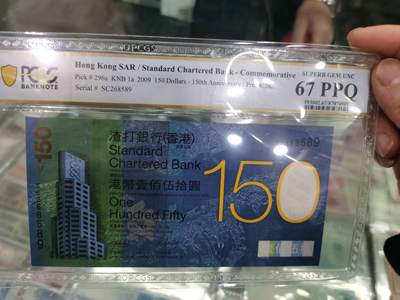 PCGS
BANKNOTE
Hong Kong SAR / Standard Chartered Bank - Commemorative
Pick # 296a KNB 1a 2009 150 Dollars - 150th Anniversary
Serial # SC268589
SUPERB GEM UNC
67 PPQ
150
渣打銀行(香港)
Standard
Chartered Bank
港幣壹佰伍拾圓
One
Hundred Fifty
150